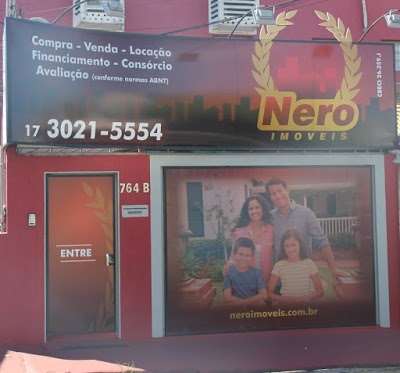 Compra - Venda - Locação
Financiamento - Consórcio
Avaliação (conforme normas ABNT)
17 3021-5554
Nero
IMÓVEIS
764 B
ENTRE
neroimoveis.com.br